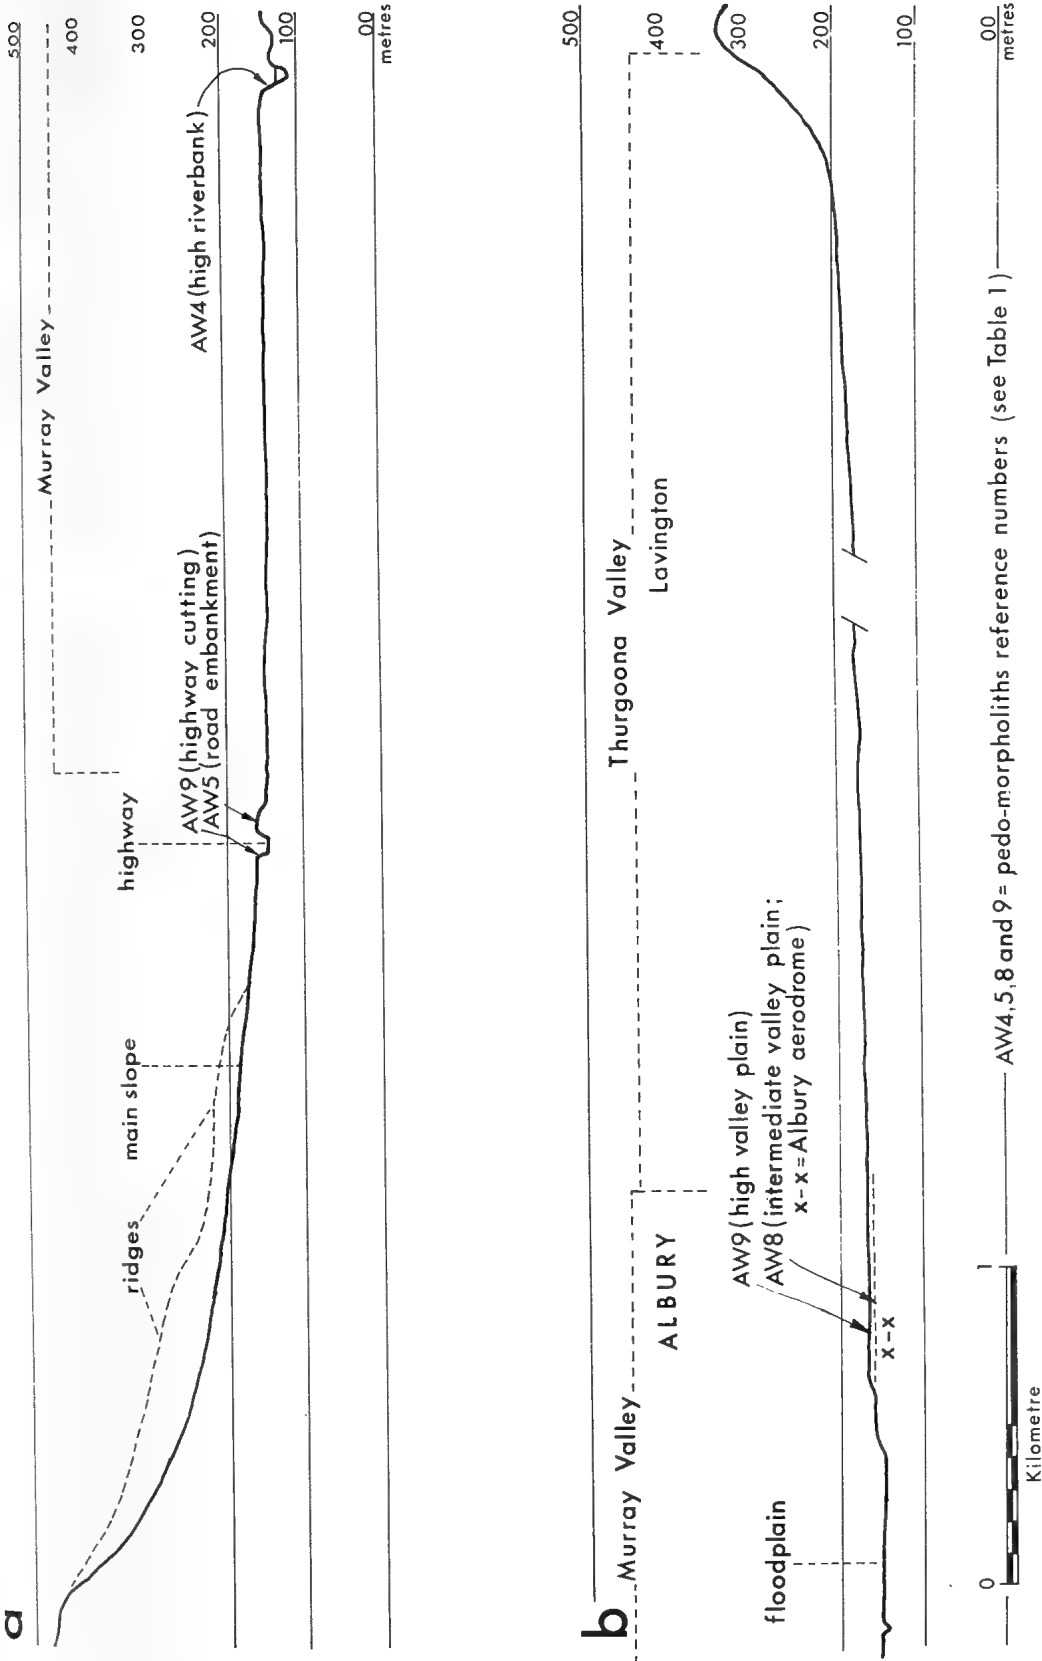 a
500
400
300
200
100
00
metres
Murray Valley
AW4 (high riverbank)
AW9 (highway cutting)
AW5 (road embankment)
highway
main slope
ridges
b
500
400
300
200
100
00
metres
Murray Valley
Thurgoona Valley
ALBURY
Lavington
AW9 (high valley plain)
AW8 (intermediate valley plain;
x-x = Albury aerodrome)
x-x
floodplain
AW4,5,8 and 9 = pedo-morpholiths reference numbers (see Table 1)
0
1
Kilometre